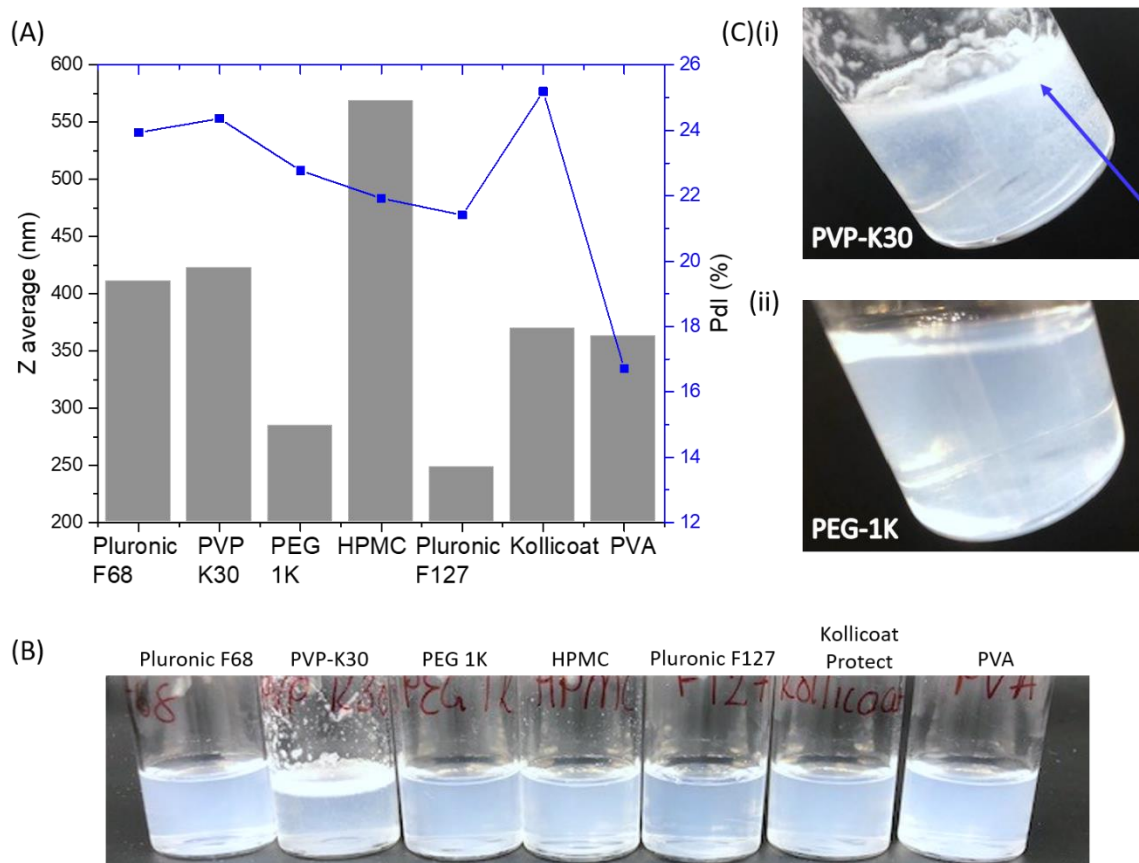 (A)
(C)(i)
600
550
500
450
400
350
300
250
200
Z average (nm)
26
24
22
20
18
16
14
12
PdI (%)
Pluronic
F68
PVP
K30
PEG
1K
HPMC
Pluronic
F127
Kollicoat
PVA
PVP-K30
(ii)
PEG-1K
(B)
Pluronic F68
PVP-K30
PEG 1K
HPMC
Pluronic F127
Kollicoat
Protect
PVA
F68
PVP K30
PEG 1K
HPMC
F127
Kollicoat
PVA